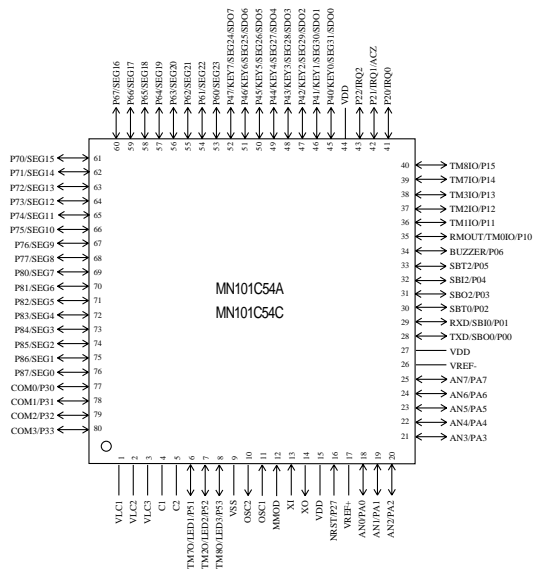 P67/SEG16
P66/SEG17
P65/SEG18
P64/SEG19
P63/SEG20
P62/SEG21
P61/SEG22
P60/SEG23
P47/KEY7/SEG24/SDO7
P46/KEY6/SEG25/SDO6
P45/KEY5/SEG26/SDO5
P44/KEY4/SEG27/SDO4
P43/KEY3/SEG28/SDO3
P42/KEY2/SEG29/SDO2
P41/KEY1/SEG30/SDO1
P40/KEY0/SEG31/SDO0
VDD
P22/IRQ2
P21/IRQ1/ACZ
P20/IRQ0
60 59 58 57 56 55 54 53 52 51 50 49 48 47 46 45 44 43 42 41
P70/SEG15 61
P71/SEG14 62
P72/SEG13 63
P73/SEG12 64
P74/SEG11 65
P75/SEG10 66
P76/SEG9 67
P77/SEG8 68
P80/SEG7 69
P81/SEG6 70
P82/SEG5 71
P83/SEG4 72
P84/SEG3 73
P85/SEG2 74
P86/SEG1 75
P87/SEG0 76
COM0/P30 77
COM1/P31 78
COM2/P32 79
COM3/P33 80
MN101C54A
MN101C54C
40 TM8IO/P15
39 TM7IO/P14
38 TM3IO/P13
37 TM2IO/P12
36 TM1IO/P11
35 RMOUT/TM0IO/P10
34 BUZZER/P06
33 SBT2/P05
32 SBI2/P04
31 SBO2/P03
30 SBT0/P02
29 RXD/SBI0/P01
28 TXD/SBO0/P00
27 VDD
26 VREF-
25 AN7/PA7
24 AN6/PA6
23 AN5/PA5
22 AN4/PA4
21 AN3/PA3
1 2 3 4 5 6 7 8 9 10 11 12 13 14 15 16 17 18 19 20
VLC1
VLC2
VLC3
C1
C2
TM7O/LED1/P51
TM2O/LED2/P52
TM8O/LED3/P53
VSS
OSC2
OSC1
MMOD
XI
XO
VDD
NRST/P27
VREF+
AN0/PA0
AN1/PA1
AN2/PA2